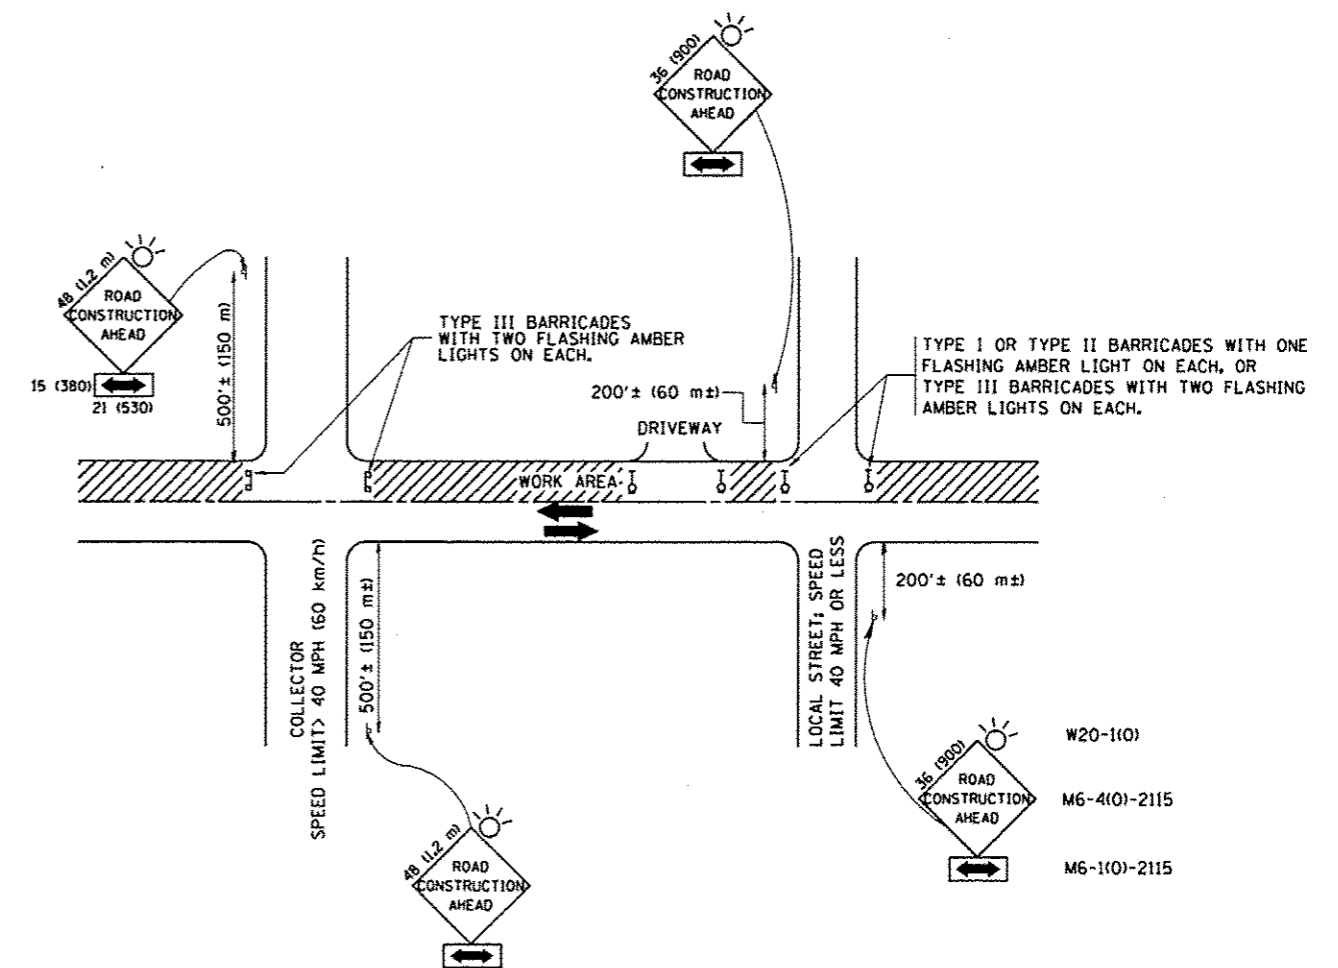 36 (900)
ROAD
CONSTRUCTION
AHEAD
48 (1.2 m)
ROAD
CONSTRUCTION
AHEAD
15 (380)
21 (530)
500'± (150 m)
TYPE III BARRICADES
WITH TWO FLASHING AMBER
LIGHTS ON EACH.
200'± (60 m±)
DRIVEWAY
TYPE I OR TYPE II BARRICADES WITH ONE
FLASHING AMBER LIGHT ON EACH, OR
TYPE III BARRICADES WITH TWO FLASHING
AMBER LIGHTS ON EACH.
WORK AREA
COLLECTOR
SPEED LIMIT> 40 MPH (60 km/h)
500'± (150 m±)
LOCAL STREET; SPEED
LIMIT 40 MPH OR LESS
200'± (60 m±)
48 (1.2 m)
ROAD
CONSTRUCTION
AHEAD
36 (900)
ROAD
CONSTRUCTION
AHEAD
W20-1(O)
M6-4(O)-2115
M6-1(O)-2115